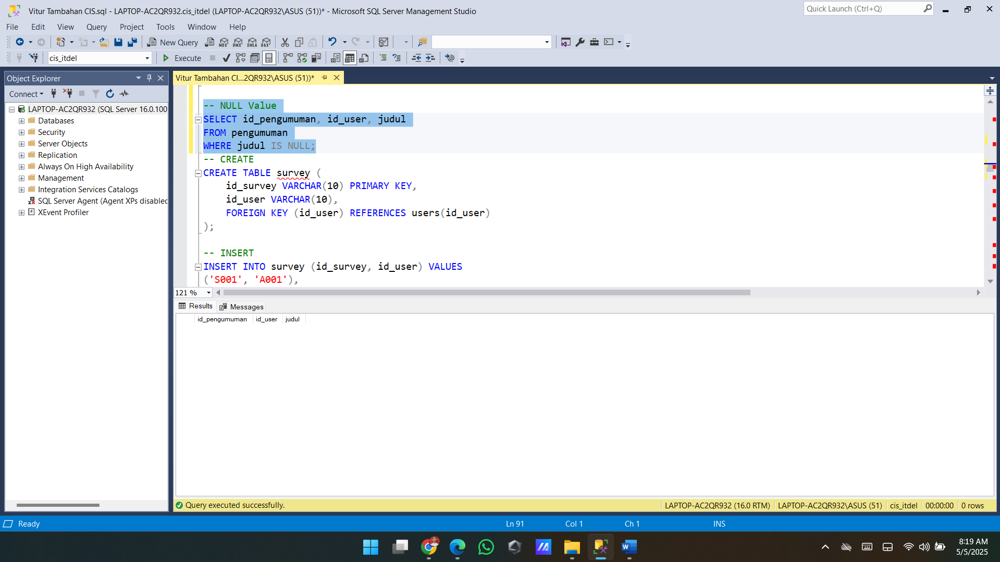 Vitur Tambahan CIS.sql - LAPTOP-AC2QR932.cis_itdel (LAPTOP-AC2QR932\ASUS (51))* - Microsoft SQL Server Management Studio
Quick Launch (Ctrl+Q)
File Edit View Query Project Tools Window Help
New Query MDX DMX XMLA DAX
cis_itdel Execute
Object Explorer
Vitur Tambahan CI...2QR932\ASUS (51))*
Connect
LAPTOP-AC2QR932 (SQL Server 16.0.100
Databases
Security
Server Objects
Replication
Always On High Availability
Management
Integration Services Catalogs
SQL Server Agent (Agent XPs disabled
XEvent Profiler
-- NULL Value
SELECT id_pengumuman, id_user, judul
FROM pengumuman
WHERE judul IS NULL;
-- CREATE
CREATE TABLE survey (
id_survey VARCHAR(10) PRIMARY KEY,
id_user VARCHAR(10),
FOREIGN KEY (id_user) REFERENCES users(id_user)
);
-- INSERT
INSERT INTO survey (id_survey, id_user) VALUES
('S001', 'A001'),
121 %
Results Messages
id_pengumuman id_user judul
Query executed successfully. LAPTOP-AC2QR932 (16.0 RTM) LAPTOP-AC2QR932\ASUS (51) cis_itdel 00:00:00 0 rows
Ready Ln 91 Col 1 Ch 1 INS
8:19 AM
5/5/2025